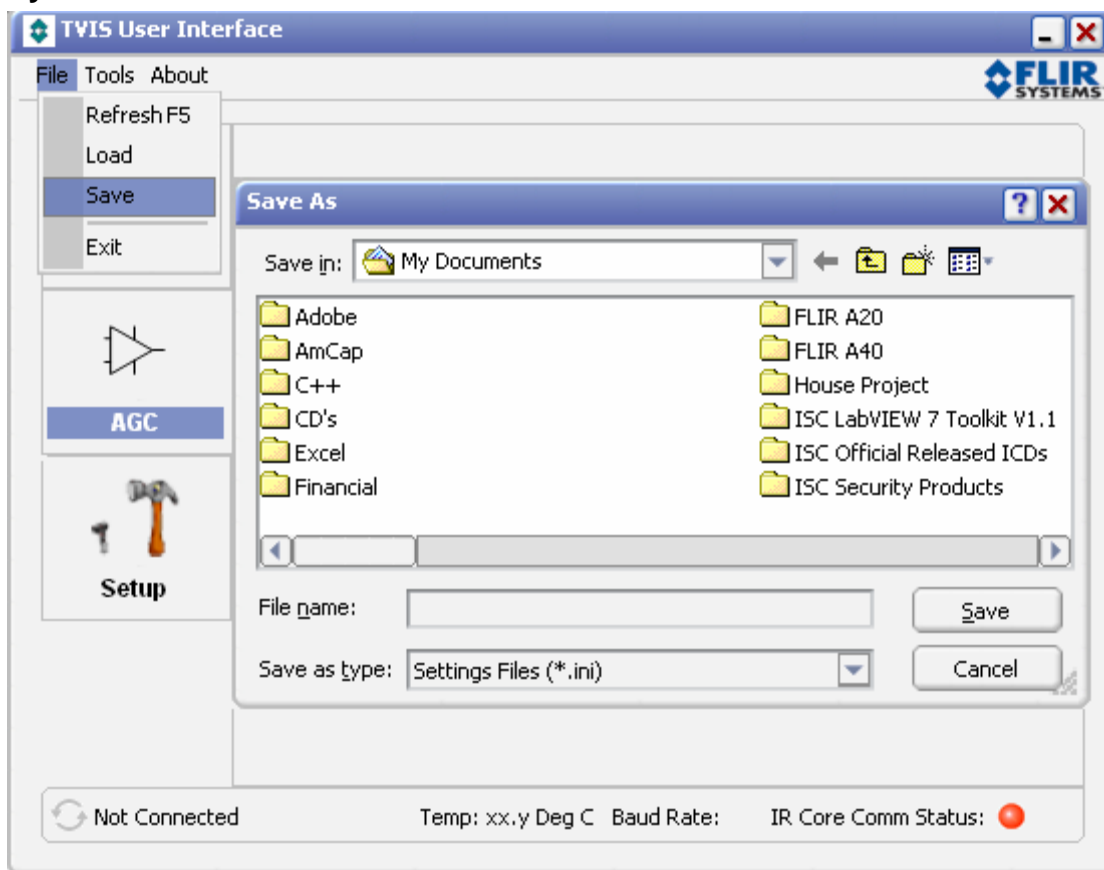 TVIS User Interface
File Tools About
FLIR
SYSTEMS
Refresh F5
Load
Save
Exit
Save As
Save in: My Documents
Adobe
AmCap
C++
CD's
Excel
Financial
FLIR A20
FLIR A40
House Project
ISC LabVIEW 7 Toolkit V1.1
ISC Official Released ICDs
ISC Security Products
AGC
Setup
File name:
Save
Save as type: Settings Files (*.ini)
Cancel
Not Connected Temp: xx.y Deg C Baud Rate: IR Core Comm Status: